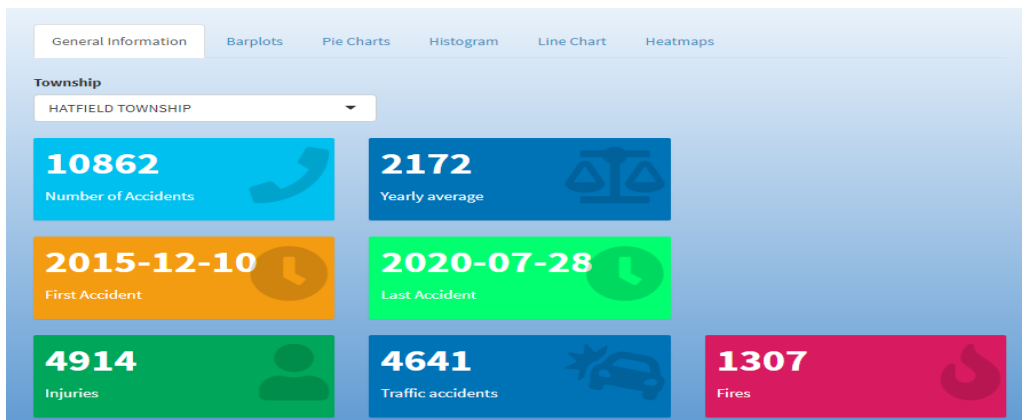 General Information Barplots Pie Charts Histogram Line Chart Heatmaps
Township
HATFIELD TOWNSHIP
10862 2172
Number of Accidents Yearly average
2015-12-10 2020-07-28
First Accident Last Accident
4914 4641 1307
Injuries Traffic accidents Fires